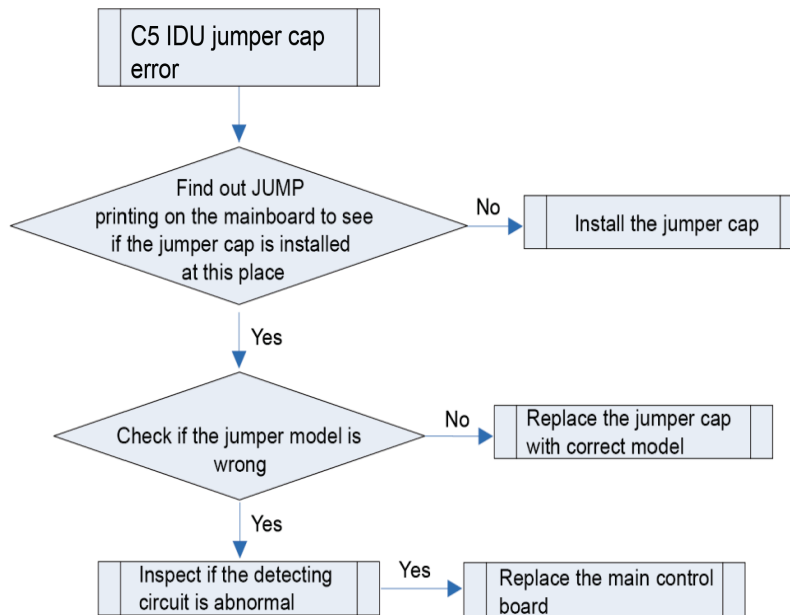 C5 IDU jumper cap
error
Find out JUMP
printing on the mainboard to see
if the jumper cap is installed
at this place
No
Install the jumper cap
Yes
Check if the jumper model is
wrong
No
Replace the jumper cap
with correct model
Yes
Inspect if the detecting
circuit is abnormal
Yes
Replace the main control
board